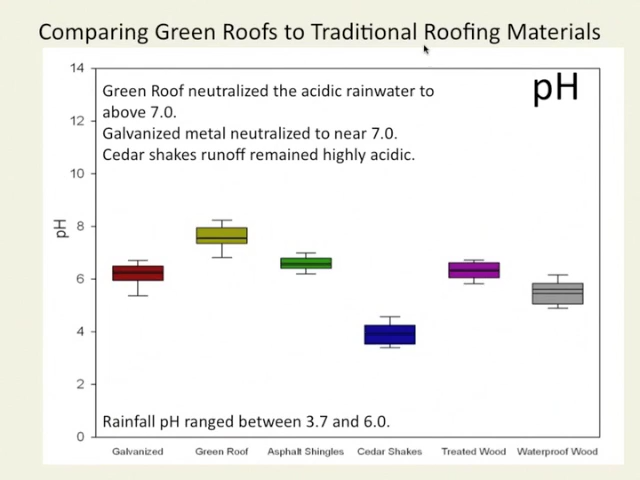 Comparing Green Roofs to Traditional Roofing Materials
Green Roof neutralized the acidic rainwater to
above 7.0.
Galvanized metal neutralized to near 7.0.
Cedar shakes runoff remained highly acidic.
pH
14
12
10
8
6
4
2
0
pH
Rainfall pH ranged between 3.7 and 6.0.
Galvanized Green Roof Asphalt Shingles Cedar Shakes Treated Wood Waterproof Wood